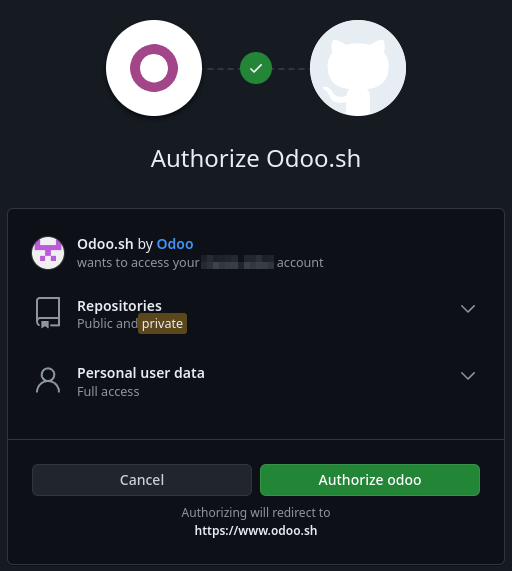 Authorize Odoo.sh
Odoo.sh by Odoo
wants to access your account
Repositories
Public and private
Personal user data
Full access
Cancel
Authorize odoo
Authorizing will redirect to
https://www.odoo.sh